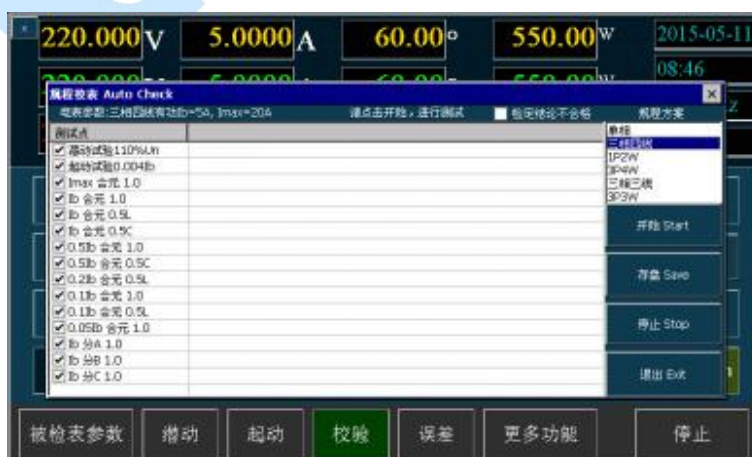 220.000 V 5.0000 A 60.00° 550.00 W 2015-05-11
08:46
规程校表 Auto Check
电表参数:三相四线有功Ib=5A, Imax=20A 请点击开始，进行测试 检定结论不合格 规程方案
测试点
潜动试验110%Un
起动试验0.004Ib
Imax 合元 1.0
Ib 合元 1.0
Ib 合元 0.5L
Ib 合元 0.5C
0.5Ib 合元 1.0
0.5Ib 合元 0.5C
0.2Ib 合元 0.5L
0.1Ib 合元 1.0
0.1Ib 合元 0.5L
0.05Ib 合元 1.0
Ib 分A 1.0
Ib 分B 1.0
Ib 分C 1.0
单相
三相四线
1P2W
3P4W
三相三线
3P3W
开始 Start
存盘 Save
停止 Stop
退出 Exit
被检表参数 潜动 起动 校验 误差 更多功能 停止